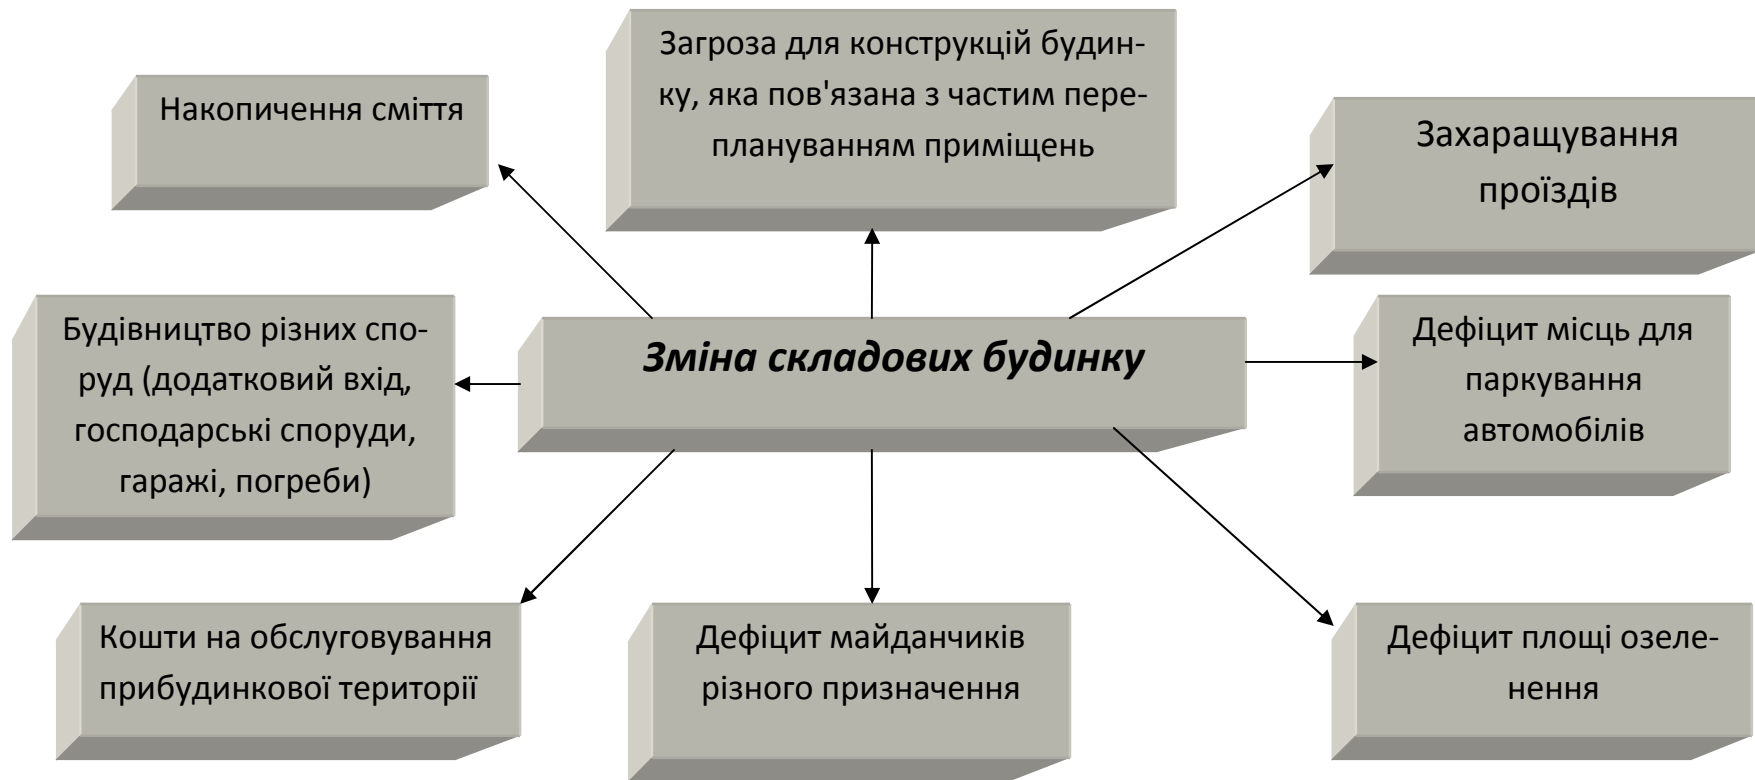 Загроза для конструкцій будин-
ку, яка пов'язана з частим пере-
плануванням приміщень
Накопичення сміття
Захаращування
проїздів
Будівництво різних спо-
руд (додатковий вхід,
господарські споруди,
гаражі, погреби)
Зміна складових будинку
Дефіцит місць для
паркування
автомобілів
Кошти на обслуговування
прибудинкової території
Дефіцит майданчиків
різного призначення
Дефіцит площі озеле-
нення